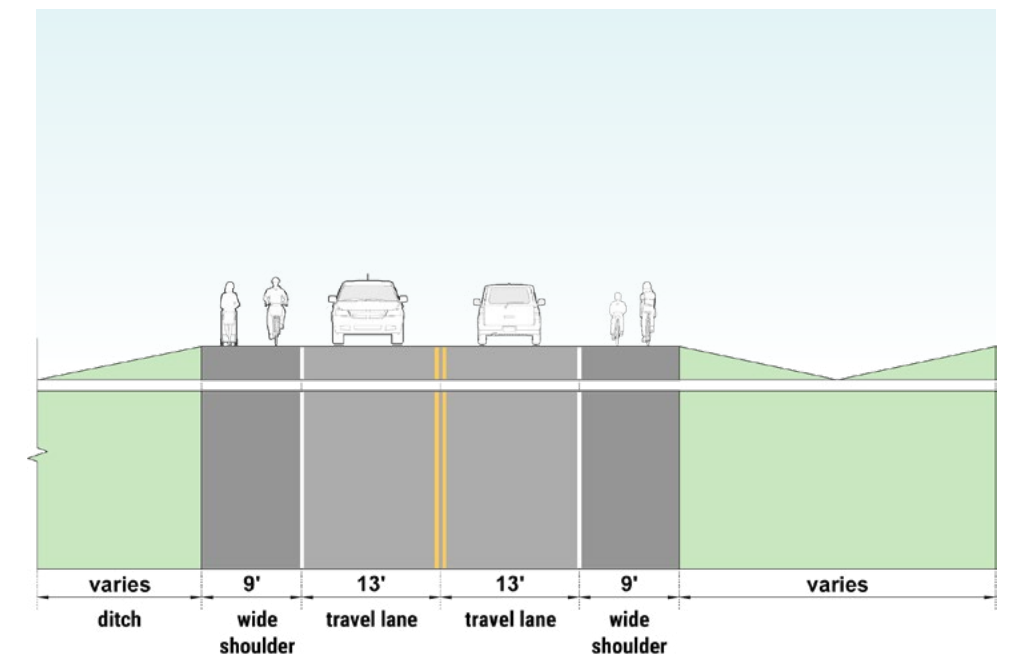 varies 9' 13' 13' 9' varies
ditch wide travel lane travel lane wide
shoulder shoulder